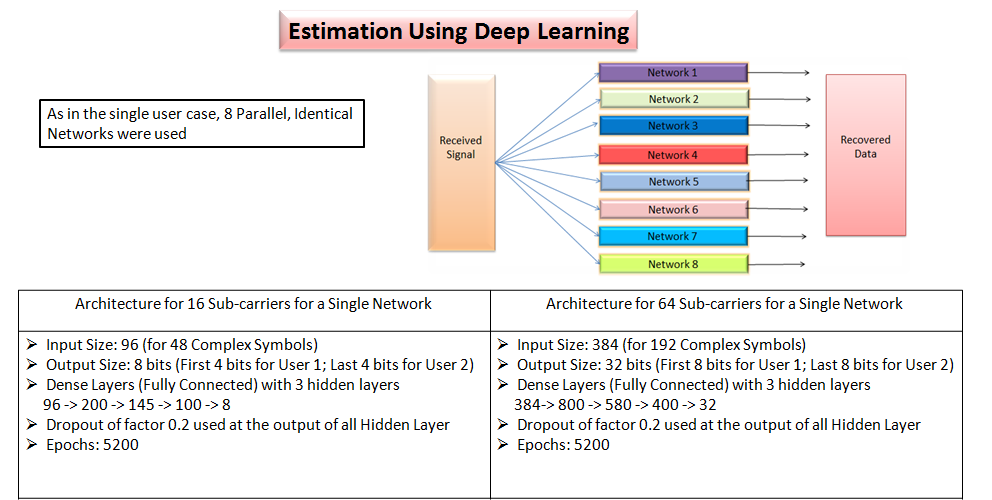 Estimation Using Deep Learning
As in the single user case, 8 Parallel, Identical
Networks were used
Received
Signal
Network 1
Network 2
Network 3
Network 4
Network 5
Network 6
Network 7
Network 8
Recovered
Data
Architecture for 16 Sub-carriers for a Single Network
➢ Input Size: 96 (for 48 Complex Symbols)
➢ Output Size: 8 bits (First 4 bits for User 1; Last 4 bits for User 2)
➢ Dense Layers (Fully Connected) with 3 hidden layers
96 -> 200 -> 145 -> 100 -> 8
➢ Dropout of factor 0.2 used at the output of all Hidden Layer
➢ Epochs: 5200
Architecture for 64 Sub-carriers for a Single Network
➢ Input Size: 384 (for 192 Complex Symbols)
➢ Output Size: 32 bits (First 8 bits for User 1; Last 8 bits for User 2)
➢ Dense Layers (Fully Connected) with 3 hidden layers
384-> 800 -> 580 -> 400 -> 32
➢ Dropout of factor 0.2 used at the output of all Hidden Layer
➢ Epochs: 5200